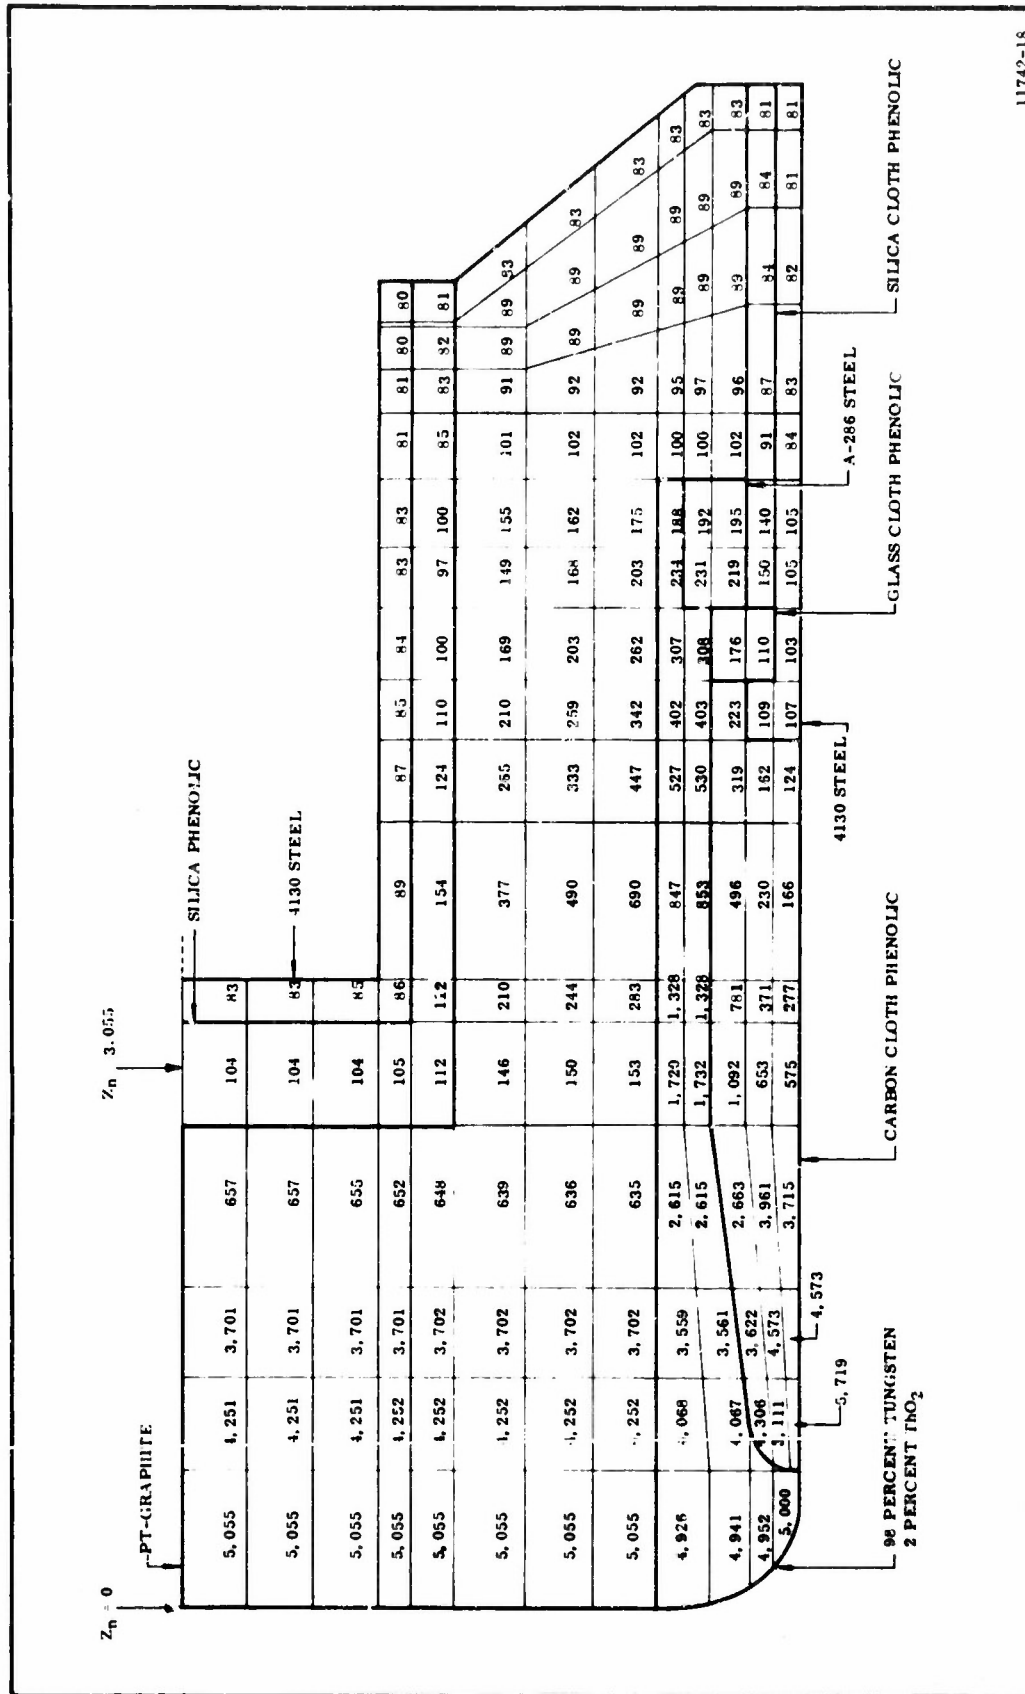 Zn = 0
Zn 3.055
PT-GRAPHITE
SILICA PHENOLIC
4130 STEEL
5,055 4,251 3,701 657 104 83
5,055 4,251 3,701 657 104 83
5,055 4,251 3,701 655 104 85
5,055 4,252 3,701 652 105 86 89 87 85 84 83 83 81 81 80 80
5,055 4,252 3,702 648 112 112 154 124 110 100 97 100 85 83 82 81
5,055 4,252 3,702 639 146 210 377 265 210 169 149 155 101 91 89 89 83
5,055 4,252 3,702 636 150 244 490 333 259 203 168 162 102 92 89 89 83
5,055 4,252 3,702 635 153 283 690 447 342 262 203 175 102 92 89 89 83
4,926 4,068 3,559 2,615 1,729 1,328 847 527 402 307 234 188 100 95 89 89 83
2,615 1,732 1,328 853 530 403 308 231 192 100 97 89 89 83
4,941 4,067 3,561 2,663 1,092 781 496 319 223 176 219 195 102 96 89 89 83
4,952 4,306 3,622 3,961 653 371 230 162 109 110 150 140 91 87 84 84 81
5,000 3,111 4,573 3,715 575 277 166 124 107 103 105 105 84 83 82 81 81
5,719
4,573
A-286 STEEL
4130 STEEL
GLASS CLOTH PHENOLIC
SILICA CLOTH PHENOLIC
CARBON CLOTH PHENOLIC
98 PERCENT TUNGSTEN
2 PERCENT ThO2
11742-18